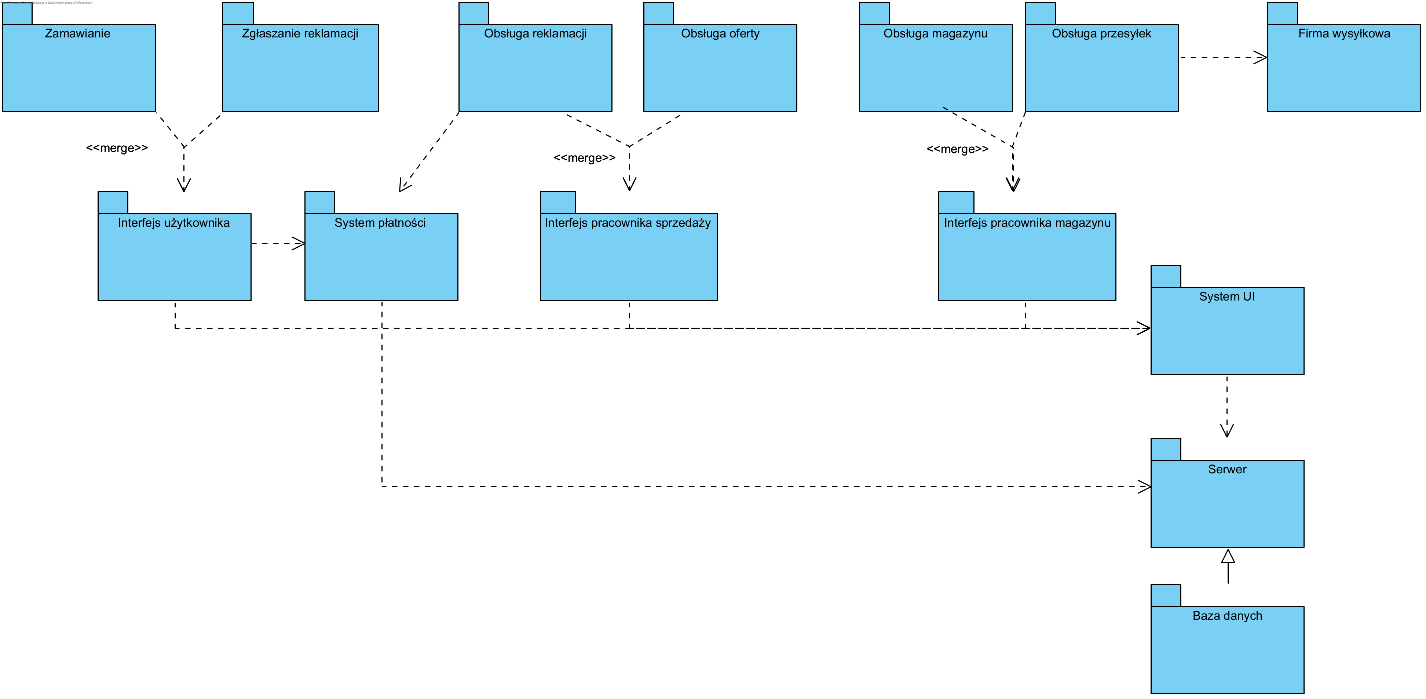 Zamawianie
Zgłaszanie reklamacji
Obsługa reklamacji
Obsługa oferty
Obsługa magazynu
Obsługa przesyłek
Firma wysyłkowa
<<merge>>
<<merge>>
<<merge>>
Interfejs użytkownika
System płatności
Interfejs pracownika sprzedaży
Interfejs pracownika magazynu
System UI
Serwer
Baza danych